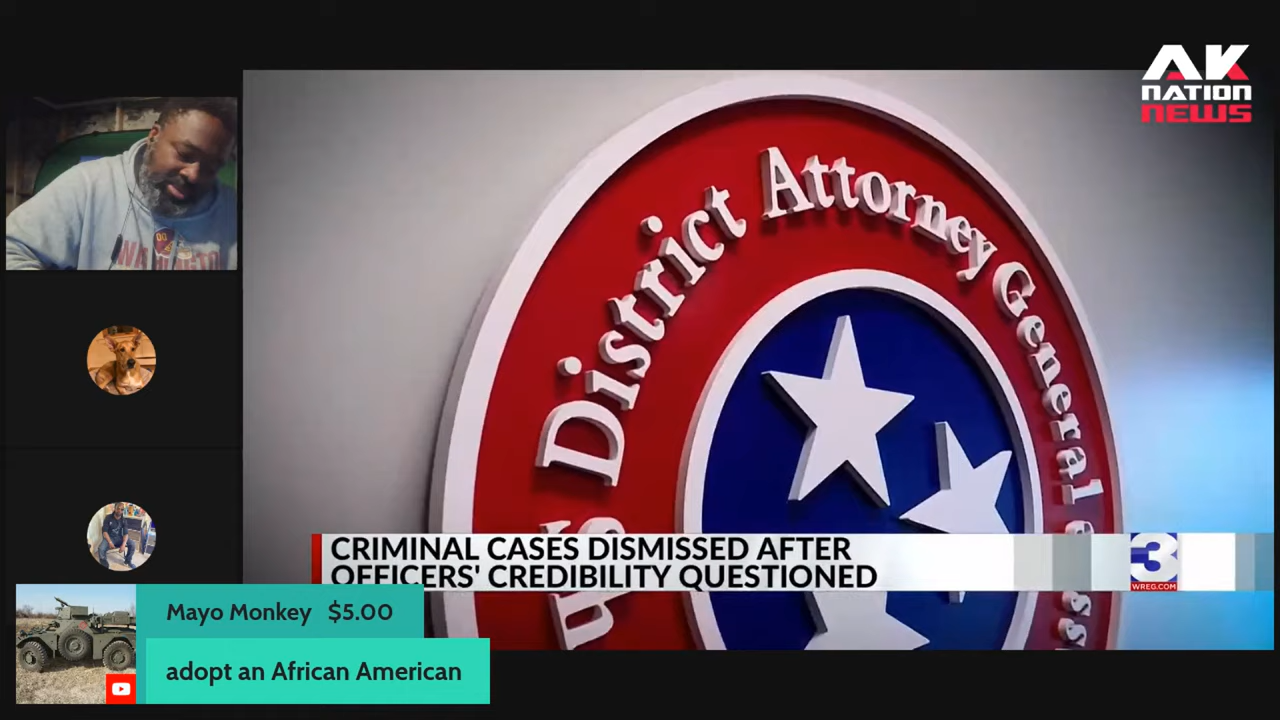 AK
NATION
NEWS
District Attorney General
CRIMINAL CASES DISMISSED AFTER
OFFICERS' CREDIBILITY QUESTIONED
3
WREG.COM
Mayo Monkey $5.00
adopt an African American